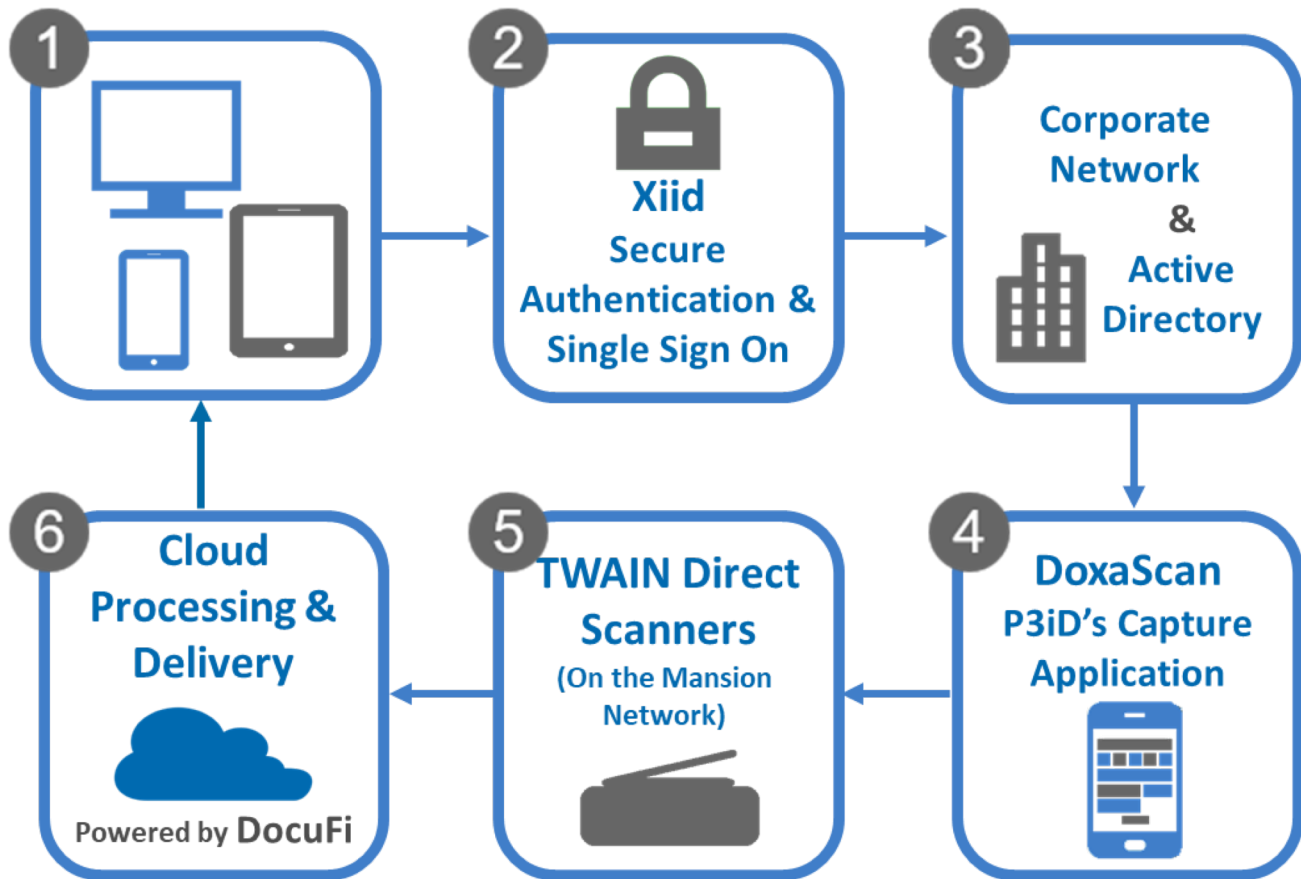 1
2
Xiid
Secure
Authentication &
Single Sign On
3
Corporate
Network
&
Active
Directory
4
DoxaScan
P3iD’s Capture
Application
5
TWAIN Direct
Scanners
(On the Mansion
Network)
6
Cloud
Processing &
Delivery
Powered by DocuFi